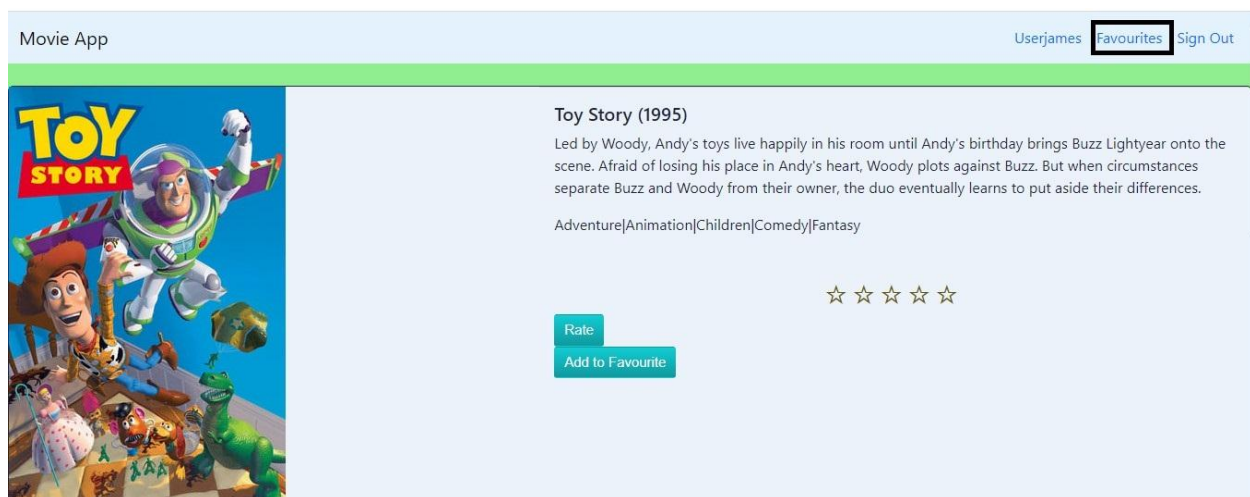 Movie App
Userjames Favourites Sign Out
TOY
STORY
Toy Story (1995)
Led by Woody, Andy's toys live happily in his room until Andy's birthday brings Buzz Lightyear onto the
scene. Afraid of losing his place in Andy's heart, Woody plots against Buzz. But when circumstances
separate Buzz and Woody from their owner, the duo eventually learns to put aside their differences.
Adventure|Animation|Children|Comedy|Fantasy
Rate
Add to Favourite